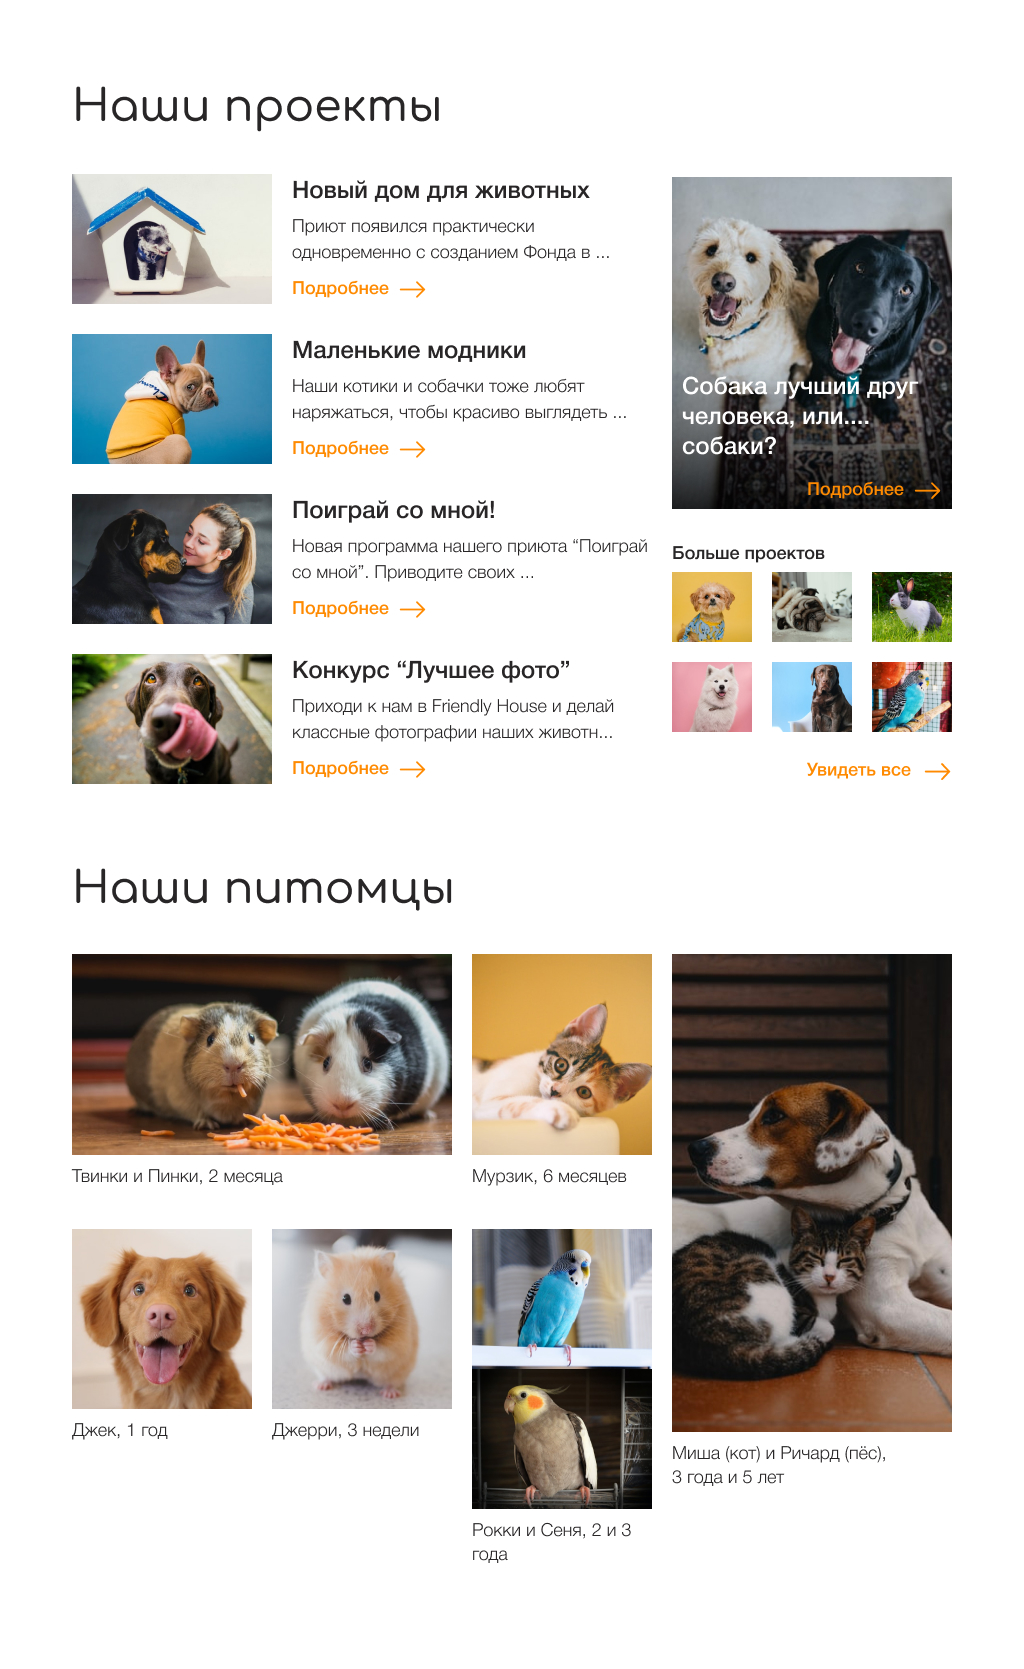 Наши проекты
Новый дом для животных
Приют появился практически
одновременно с созданием Фонда в ...
Подробнее
Маленькие модники
Наши котики и собачки тоже любят
наряжаться, чтобы красиво выглядеть ...
Подробнее
Поиграй со мной!
Новая программа нашего приюта “Поиграй
со мной”. Приводите своих ...
Подробнее
Конкурс “Лучшее фото”
Приходи к нам в Friendly House и делай
классные фотографии наших животн...
Подробнее
Собака лучший друг
человека, или....
собаки?
Подробнее
Больше проектов
Увидеть все
Наши питомцы
Твинки и Пинки, 2 месяца
Мурзик, 6 месяцев
Джек, 1 год
Джерри, 3 недели
Рокки и Сеня, 2 и 3
года
Миша (кот) и Ричард (пёс),
3 года и 5 лет